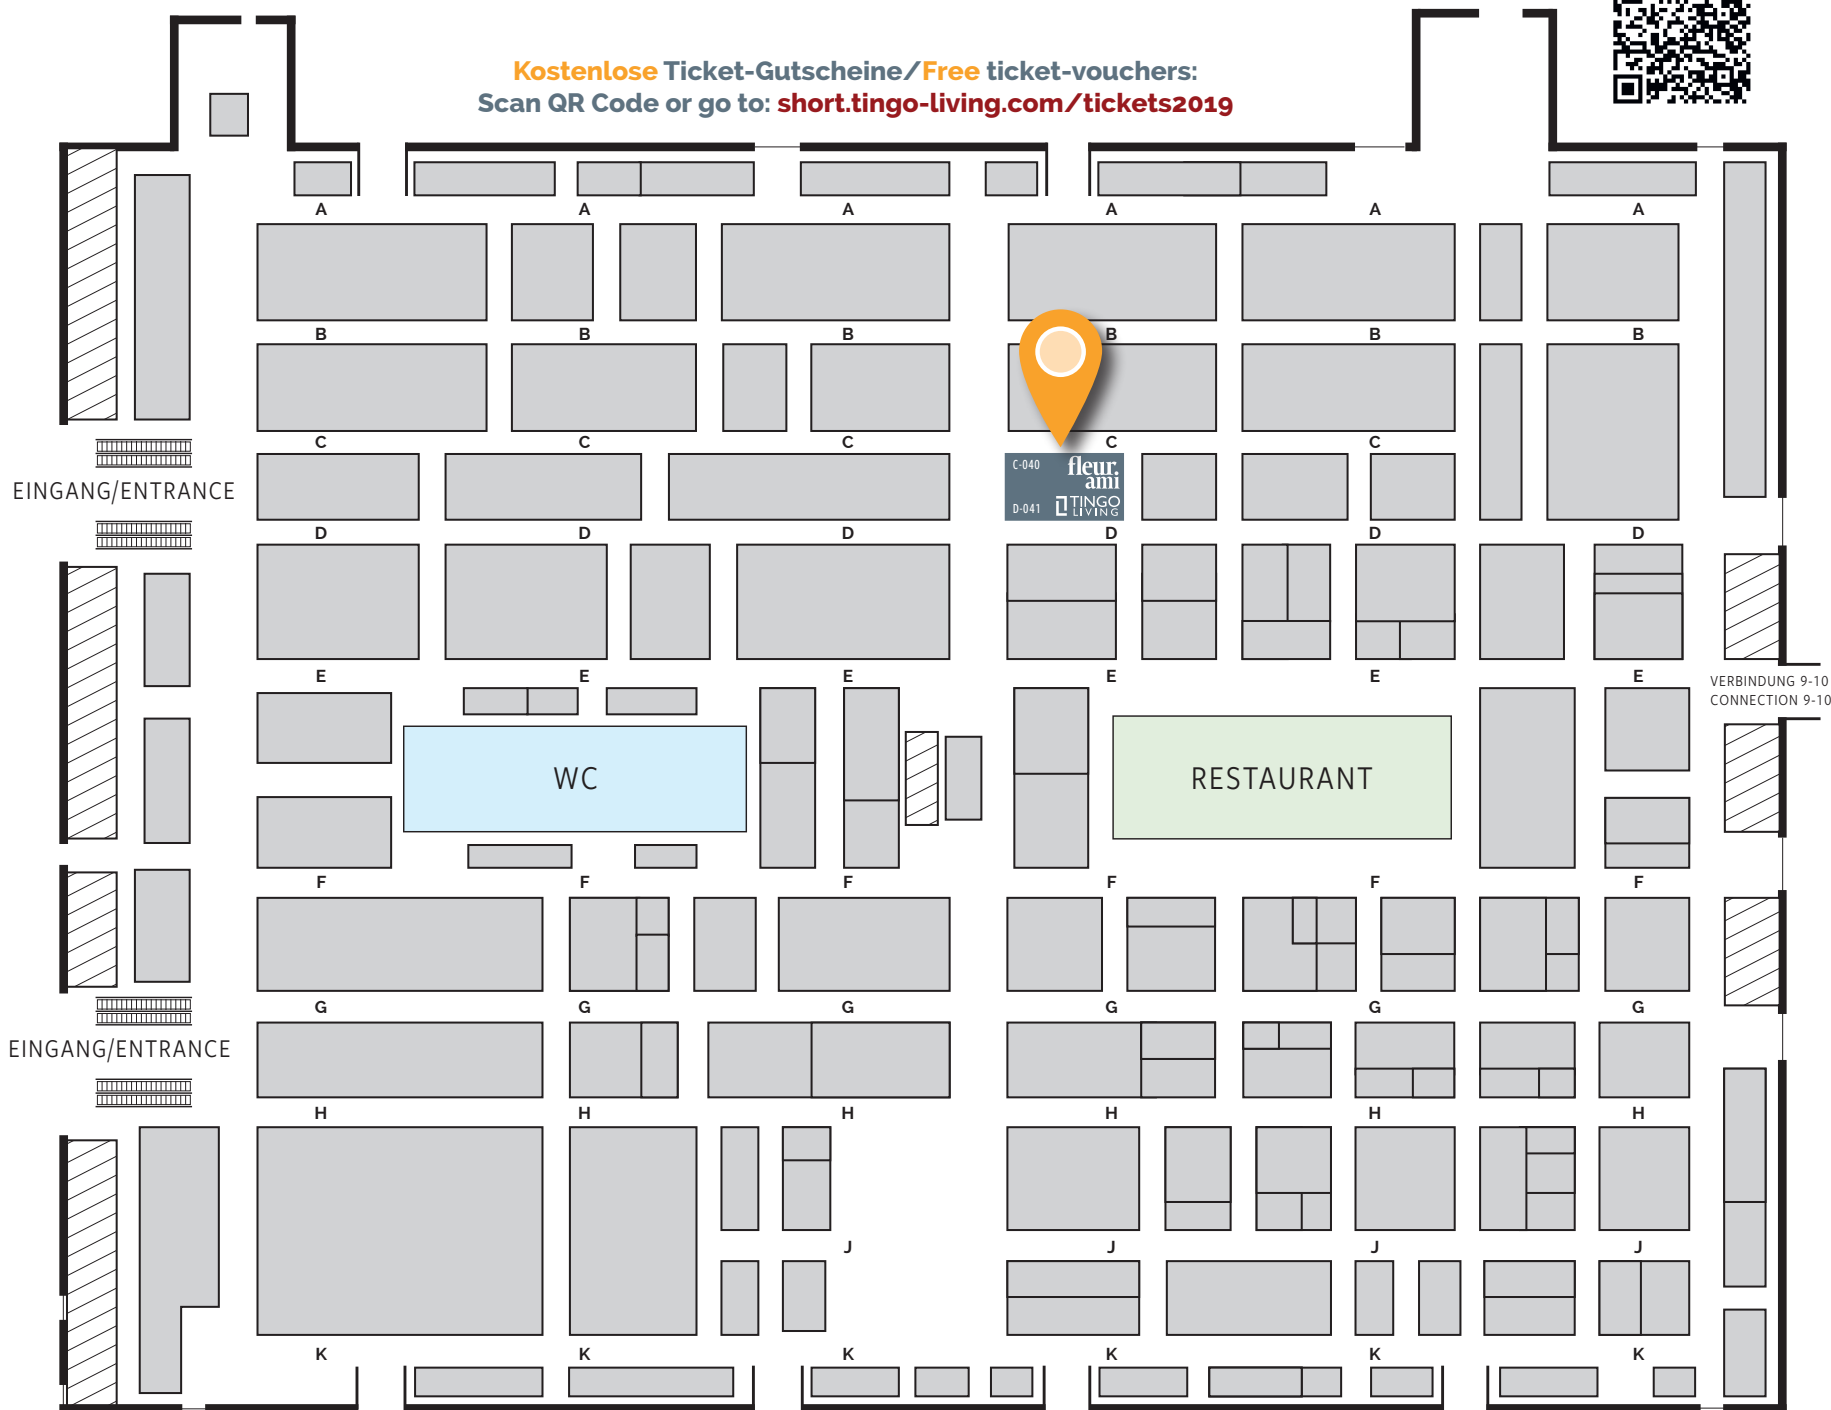 Kostenlose Ticket-Gutscheine/Free ticket-vouchers:
Scan QR Code or go to: short.tingo-living.com/tickets2019
A A A A A A
B B B B B B
C C C C C
EINGANG/ENTRANCE
C-040 fleur.
ami
D-041 TINGO
LIVING
D D D D D D
E E E E E E
VERBINDUNG 9-10
CONNECTION 9-10
WC
RESTAURANT
F F F F F F
G G G G G G
EINGANG/ENTRANCE
H H H H H H
J J J J
K K K K K K